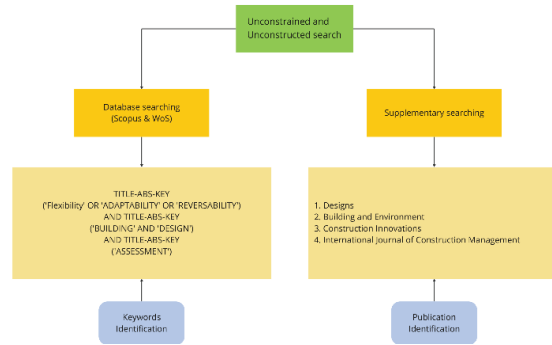 Unconstrained and
Unconstructed search
Database searching
(Scopus & WoS)
Supplementary searching
TITLE-ABS-KEY
('Flexibility' OR 'ADAPTABILITY' OR 'REVERSABILITY')
AND TITLE-ABS-KEY
('BUILDING' AND 'DESIGN')
AND TITLE-ABS-KEY
('ASSESSMENT')
1. Designs
2. Building and Environment
3. Construction Innovations
4. International Journal of Construction Management
Keywords
Identification
Publication
Identification